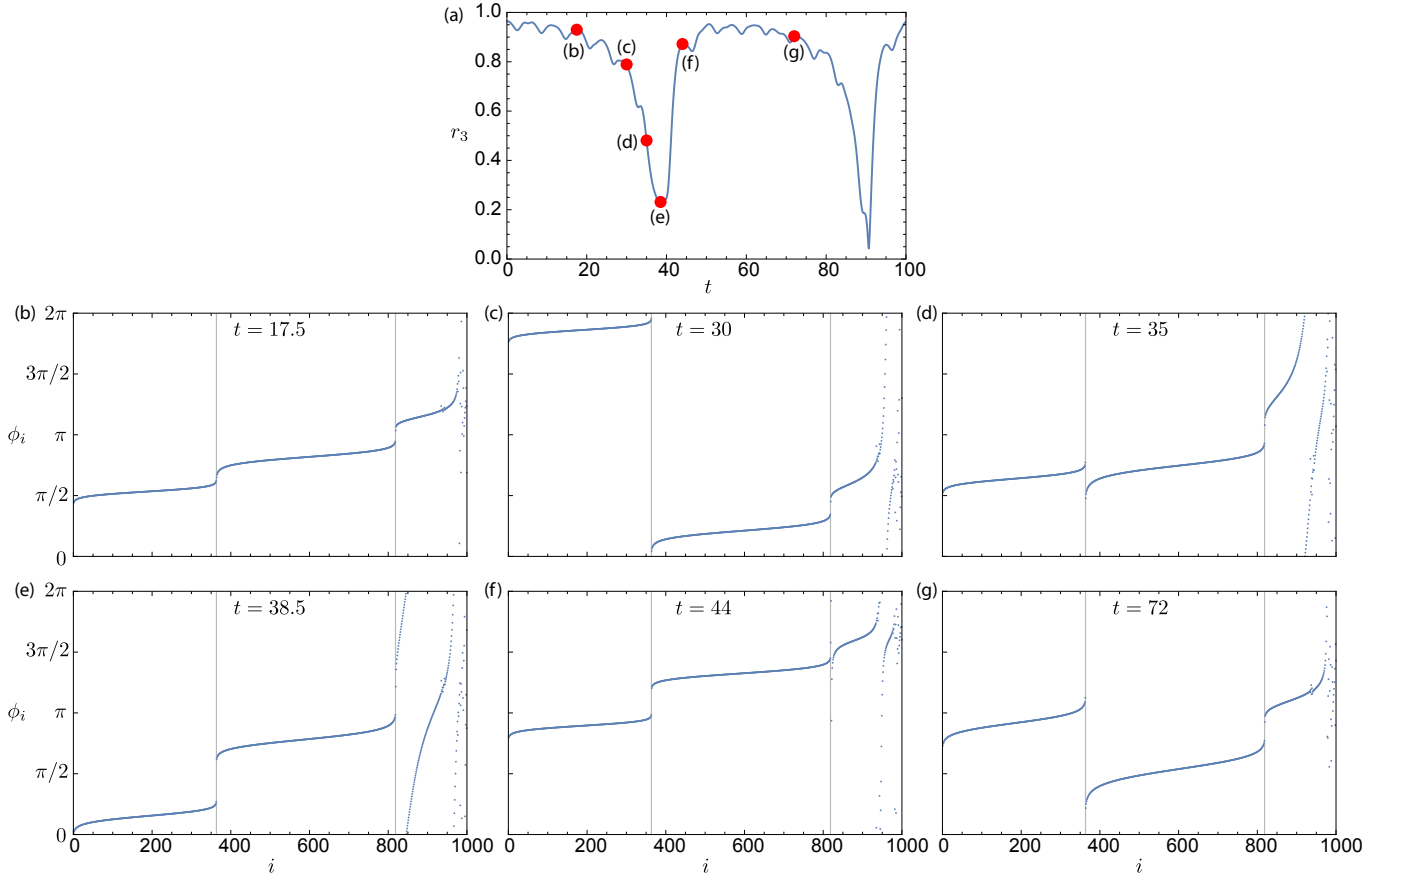 (a)
1.0
0.8
0.6
0.4
0.2
0.0
r₃
(b)
(c)
(d)
(e)
(f)
(g)
0 20 40 60 80 100
t
(b) 2π
3π/2
ϕᵢ π
π/2
0
t = 17.5
(c)
t = 30
(d)
t = 35
(e) 2π
3π/2
ϕᵢ π
π/2
0
t = 38.5
0 200 400 600 800 1000
i
(f)
t = 44
0 200 400 600 800 1000
i
(g)
t = 72
0 200 400 600 800 1000
i